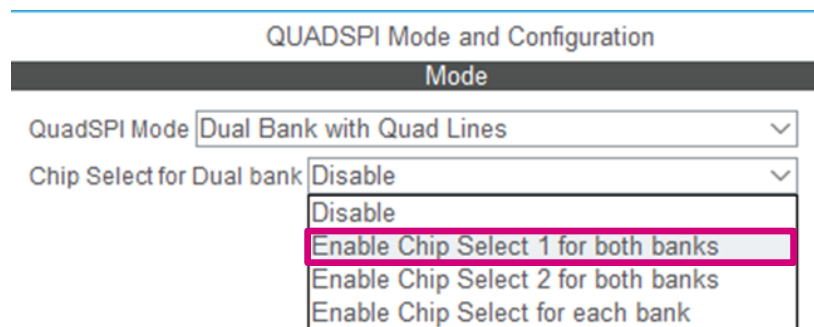 QUADSPI Mode and Configuration
Mode
QuadSPI Mode Dual Bank with Quad Lines
Chip Select for Dual bank Disable
Disable
Enable Chip Select 1 for both banks
Enable Chip Select 2 for both banks
Enable Chip Select for each bank